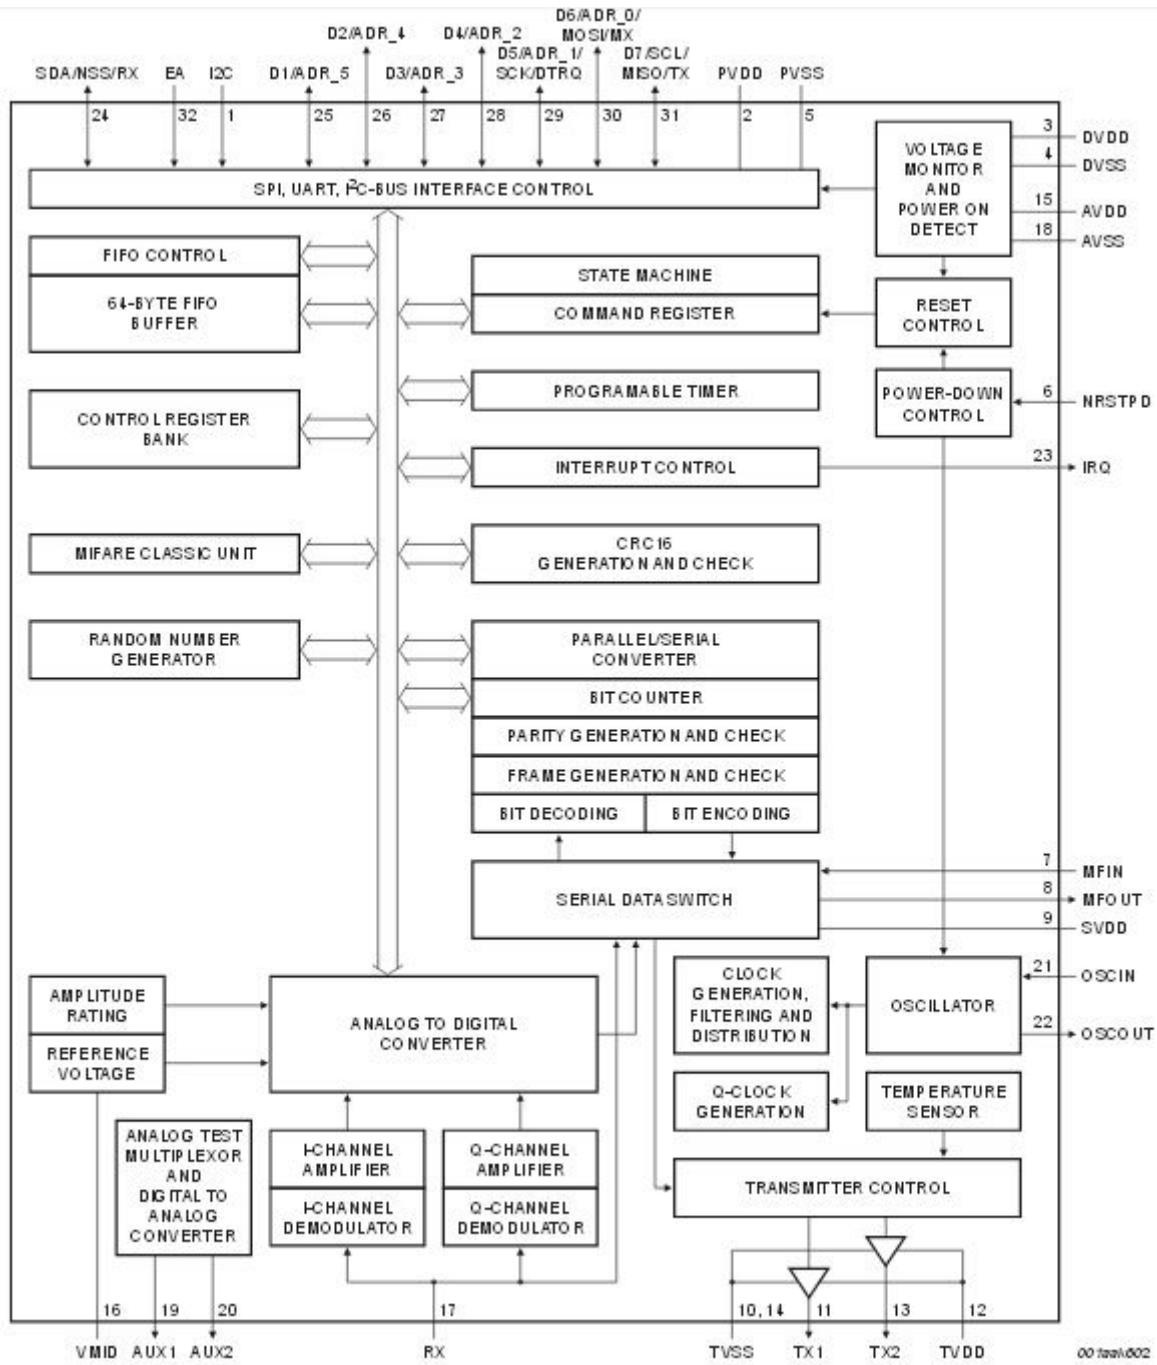 D6/ADR_0/
D2/ADR_4
D4/ADR_2
MOSI/MX
D5/ADR_1/
D7/SCL/
SDA/NSS/RX
EA
I2C
D1/ADR_5
D3/ADR_3
SCK/DTRQ
MISO/TX
PVDD
PVSS
24
32
1
25
26
27
28
29
30
31
2
5
3
DVDD
4
DVSS
15
AVDD
18
AVSS
VOLTAGE
MONITOR
AND
POWER ON
DETECT
SPI, UART, I2C-BUS INTERFACE CONTROL
FIFO CONTROL
64-BYTE FIFO
BUFFER
STATE MACHINE
COMMAND REGISTER
RESET
CONTROL
PROGRAMABLE TIMER
POWER-DOWN
CONTROL
6
NRSTPD
CONTROL REGISTER
BANK
INTERRUPT CONTROL
23
IRQ
MIFARE CLASSIC UNIT
CRC16
GENERATION AND CHECK
RANDOM NUMBER
GENERATOR
PARALLEL/SERIAL
CONVERTER
BIT COUNTER
PARITY GENERATION AND CHECK
FRAME GENERATION AND CHECK
BIT DECODING
BIT ENCODING
SERIAL DATA SWITCH
7
MFIN
8
MFOUT
9
SVDD
AMPLITUDE
RATING
REFERENCE
VOLTAGE
ANALOG TO DIGITAL
CONVERTER
CLOCK
GENERATION,
FILTERING AND
DISTRIBUTION
OSCILLATOR
21
OSCIN
22
OSCOUT
Q-CLOCK
GENERATION
TEMPERATURE
SENSOR
ANALOG TEST
MULTIPLEXOR
AND
DIGITAL TO
ANALOG
CONVERTER
I-CHANNEL
AMPLIFIER
I-CHANNEL
DEMODULATOR
Q-CHANNEL
AMPLIFIER
Q-CHANNEL
DEMODULATOR
TRANSMITTER CONTROL
16
19
20
17
10, 14
11
13
12
VMID
AUX1
AUX2
RX
TVSS
TX1
TX2
TVDD